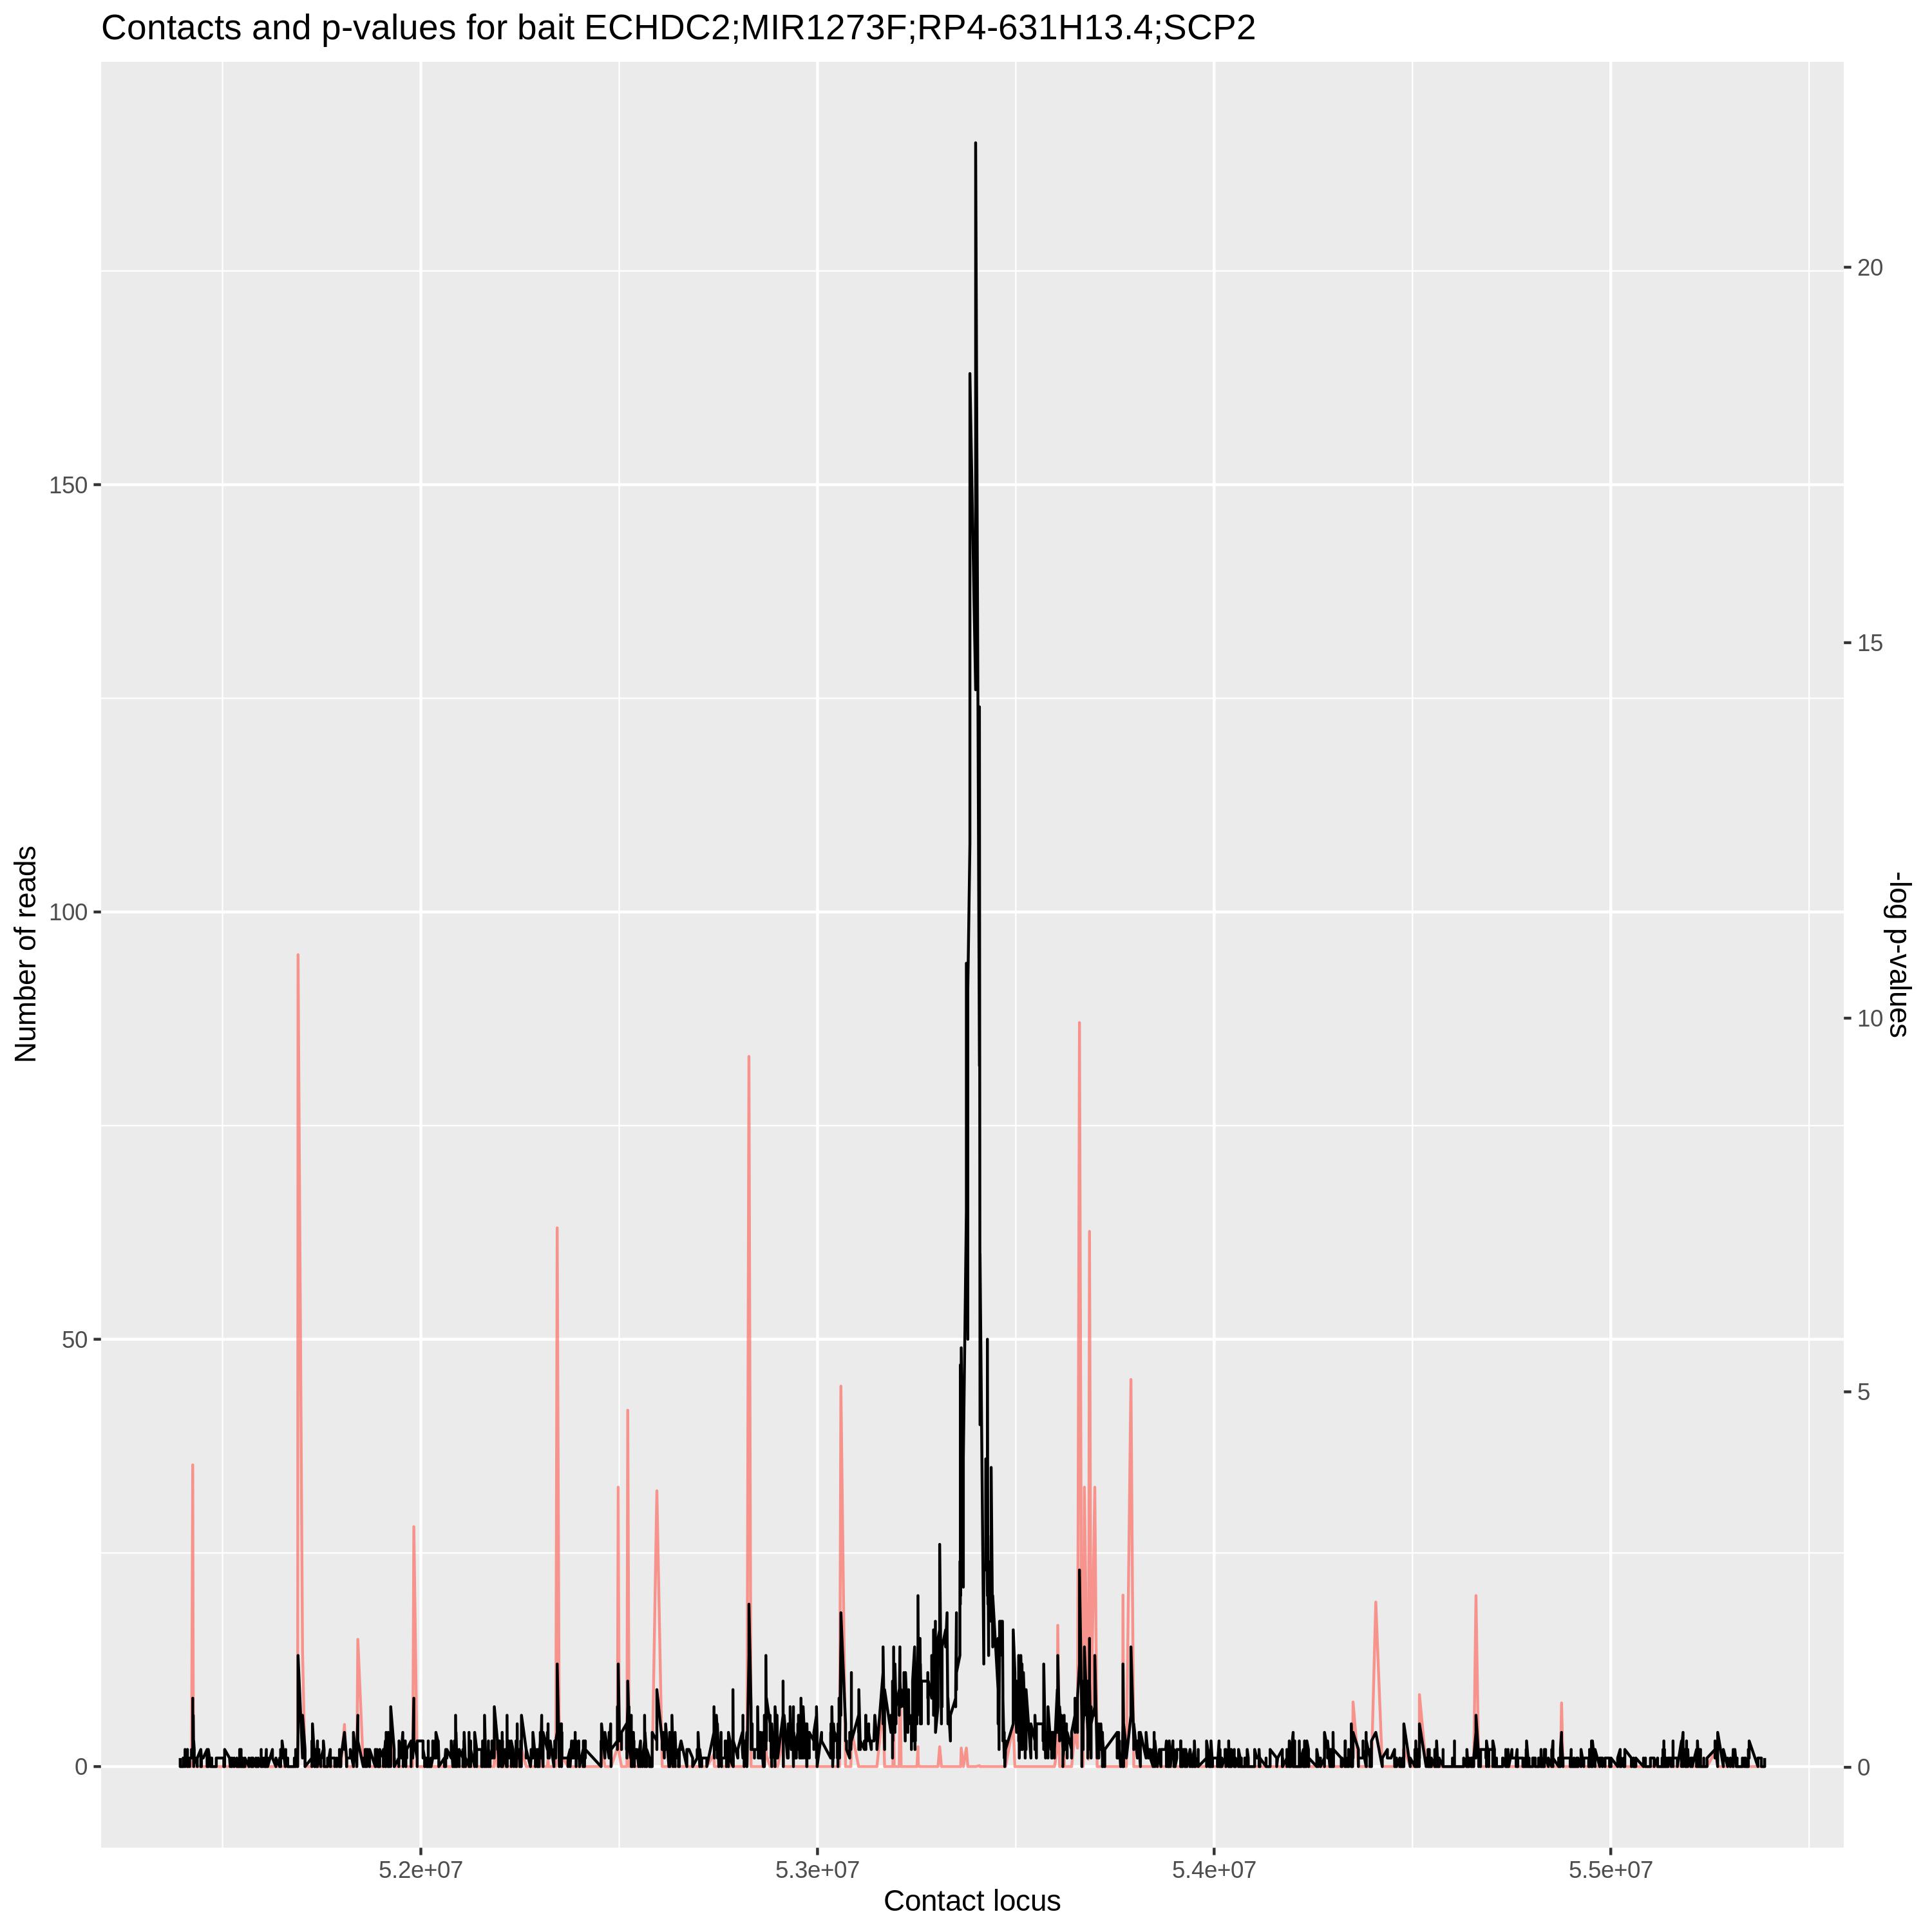 Contacts and p-values for bait ECHDC2;MIR1273F;RP4-631H13.4;SCP2
Number of reads
150
100
50
0
20
15
10
5
0
-log p-values
5.2e+07
5.3e+07
5.4e+07
5.5e+07
Contact locus